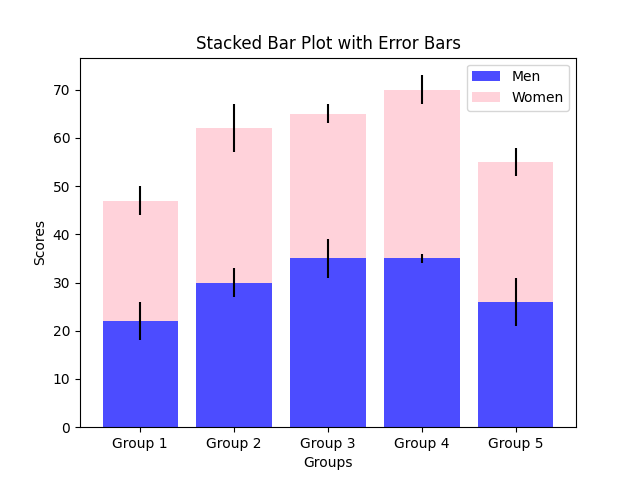 Stacked Bar Plot with Error Bars
Men
Women
70
60
50
40
30
20
10
0
Scores
Group 1
Group 2
Group 3
Group 4
Group 5
Groups